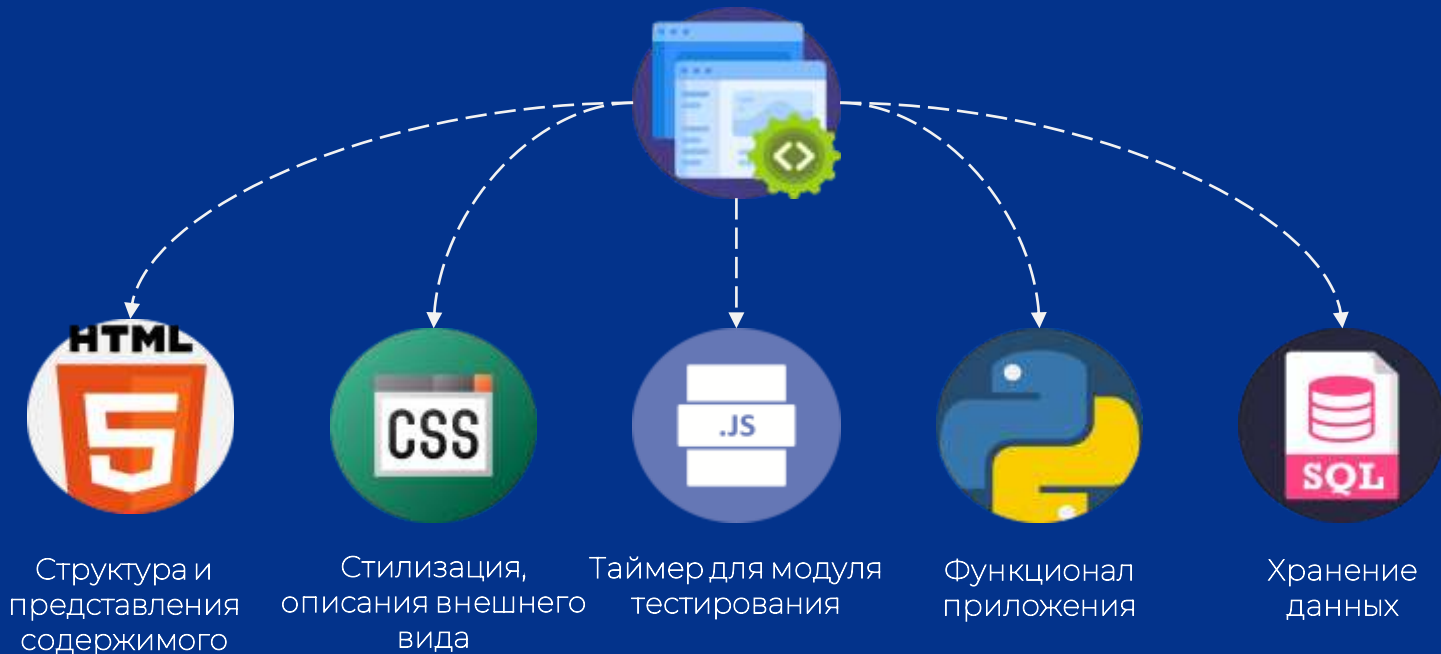 HTML
5
CSS
.JS
SQL
Структура и
представления
содержимого
Стилизация,
описания внешнего
вида
Таймер для модуля
тестирования
Функционал
приложения
Хранение
данных